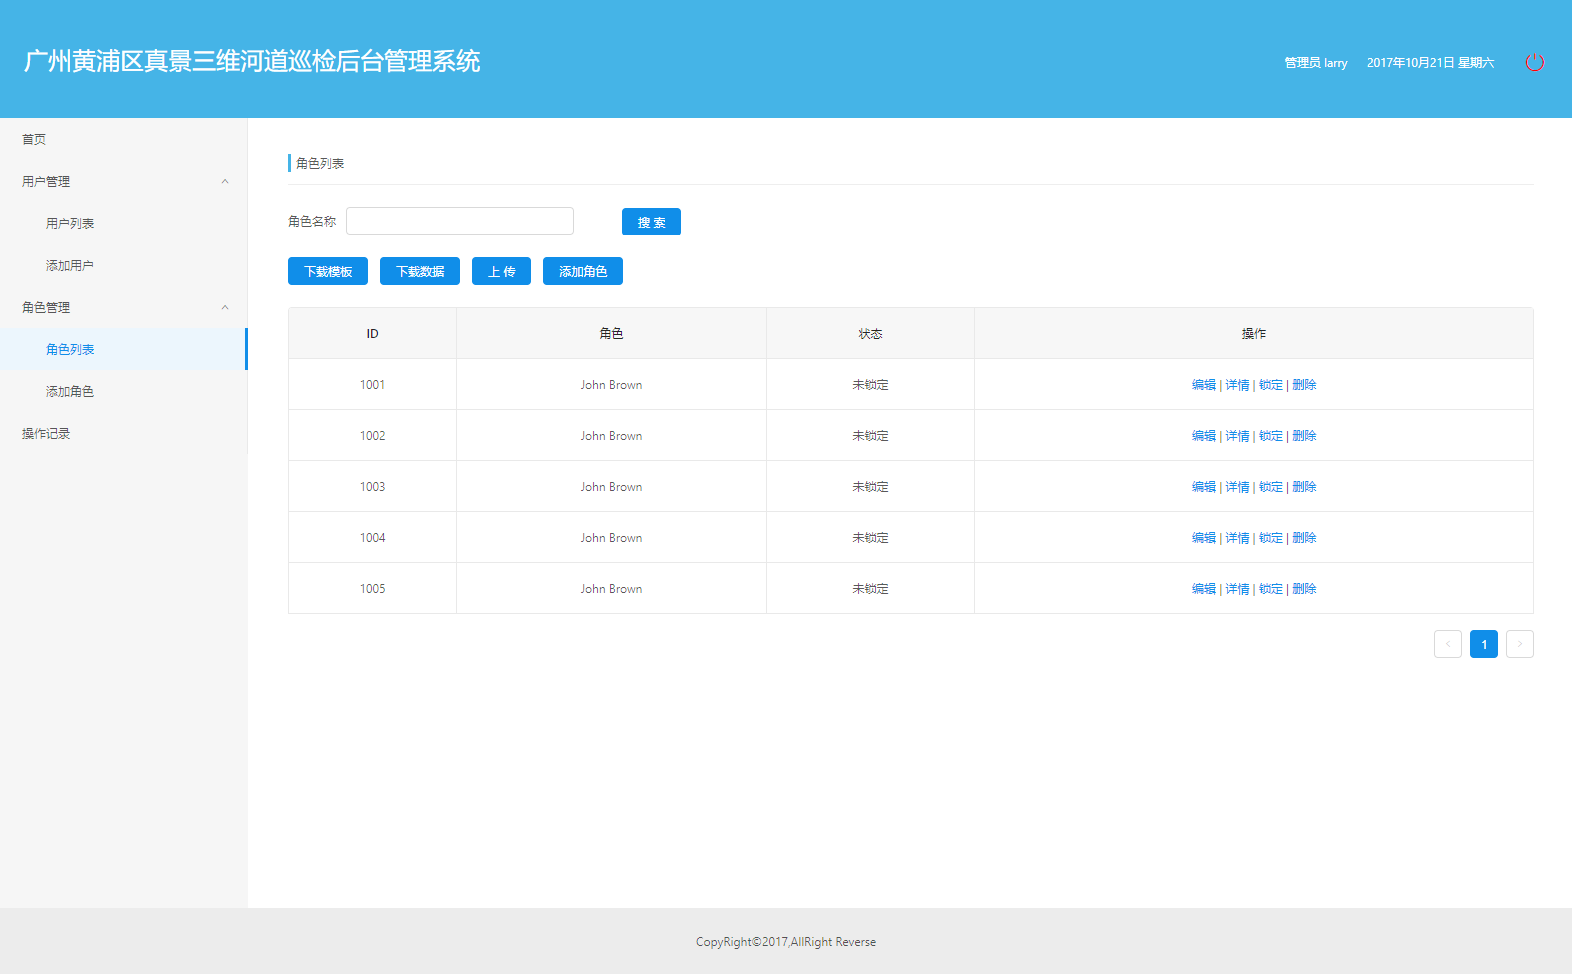 广州黄浦区真景三维河道巡检后台管理系统
管理员 larry 2017年10月21日 星期六
首页
用户管理
用户列表
添加用户
角色管理
角色列表
添加角色
操作记录
角色列表
角色名称 搜 索
下载模板 下载数据 上 传 添加角色
ID 角色 状态 操作
1001 John Brown 未锁定 编辑 | 详情 | 锁定 | 删除
1002 John Brown 未锁定 编辑 | 详情 | 锁定 | 删除
1003 John Brown 未锁定 编辑 | 详情 | 锁定 | 删除
1004 John Brown 未锁定 编辑 | 详情 | 锁定 | 删除
1005 John Brown 未锁定 编辑 | 详情 | 锁定 | 删除
< 1 >
CopyRight©2017,AllRight Reverse